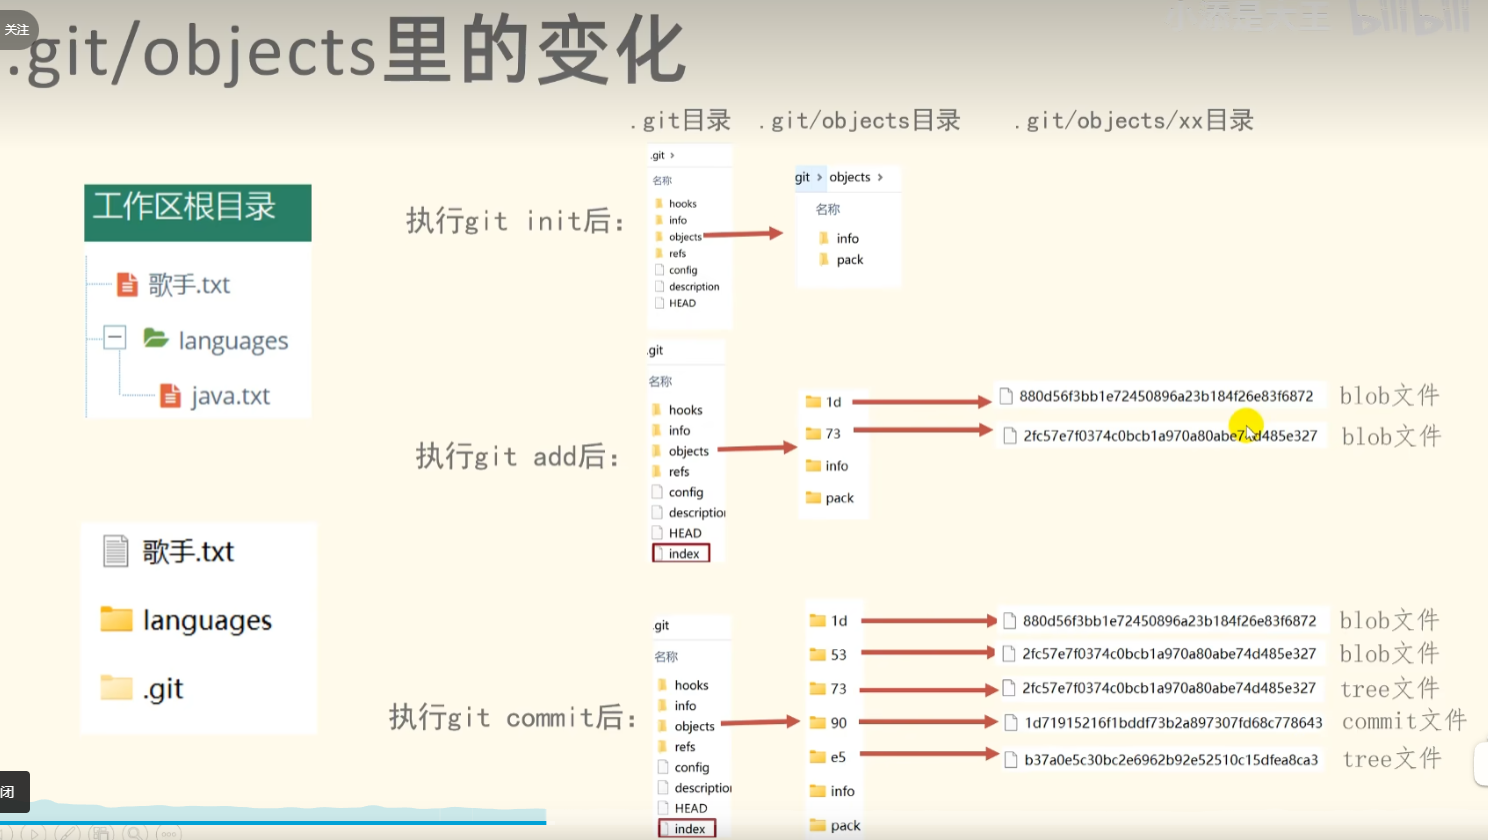 关注
.git/objects里的变化
.git目录
.git/objects目录
.git/objects/xx目录
工作区根目录
歌手.txt
languages
java.txt
歌手.txt
languages
.git
执行git init后:
.git
名称
hooks
info
objects
refs
config
description
HEAD
git
objects
名称
info
pack
执行git add后:
.git
名称
hooks
info
objects
refs
config
descriptio
HEAD
index
1d
73
info
pack
880d56f3bb1e72450896a23b184f26e83f6872
blob文件
2fc57e7f0374c0bcb1a970a80abe74d485e327
blob文件
执行git commit后:
.git
名称
hooks
info
objects
refs
config
descriptio
HEAD
index
1d
53
73
90
e5
info
pack
880d56f3bb1e72450896a23b184f26e83f6872
blob文件
2fc57e7f0374c0bcb1a970a80abe74d485e327
blob文件
2fc57e7f0374c0bcb1a970a80abe74d485e327
tree文件
1d71915216f1bddf73b2a897307fd68c778643
commit文件
b37a0e5c30bc2e6962b92e52510c15dfea8ca3
tree文件
闭
bilibili